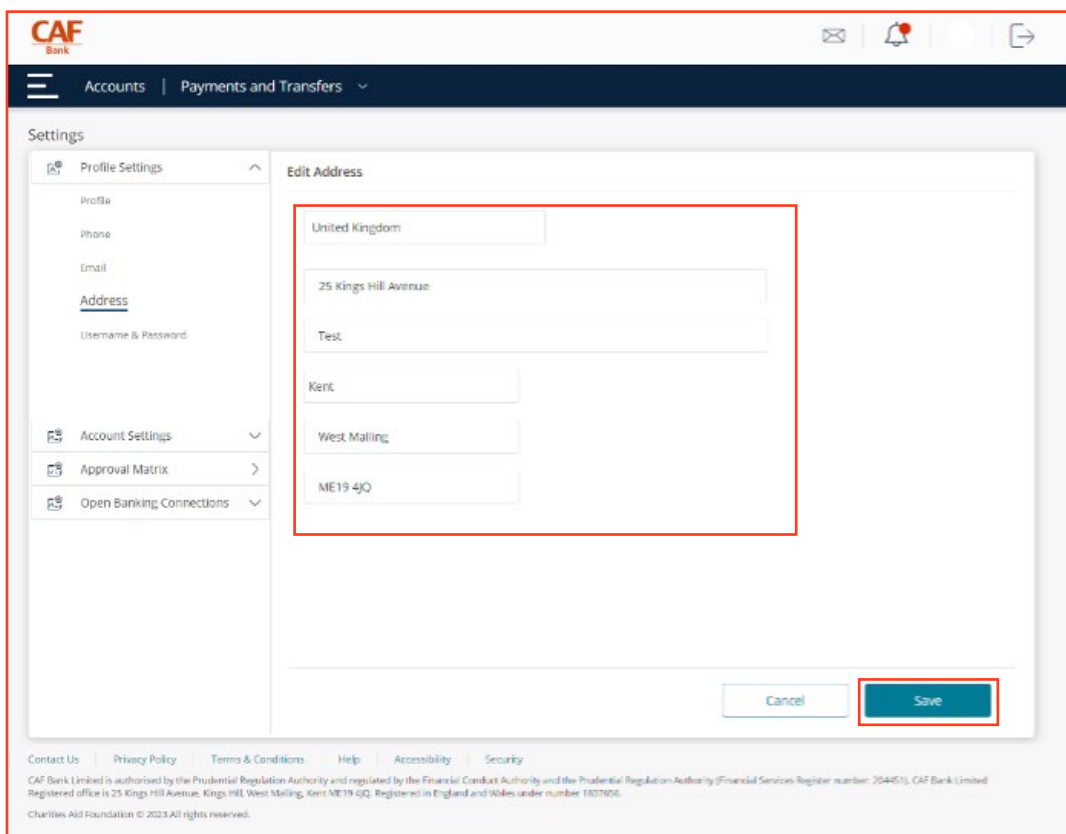 CAF
Bank
Accounts | Payments and Transfers
Settings
Profile Settings
Profile
Phone
Email
Address
Username & Password
Account Settings
Approval Matrix
Open Banking Connections
Edit Address
United Kingdom
25 Kings Hill Avenue
Test
Kent
West Malling
ME19 4JQ
Cancel
Save
Contact Us | Privacy Policy | Terms & Conditions | Help | Accessibility | Security
CAF Bank Limited is authorised by the Prudential Regulation Authority and regulated by the Financial Conduct Authority and the Prudential Regulation Authority (Financial Services Register number: 204451). CAF Bank Limited
Registered office is 25 Kings Hill Avenue, Kings Hill, West Malling, Kent ME19 4JQ. Registered in England and Wales under number 1837656.
Charities Aid Foundation © 2023 All rights reserved.